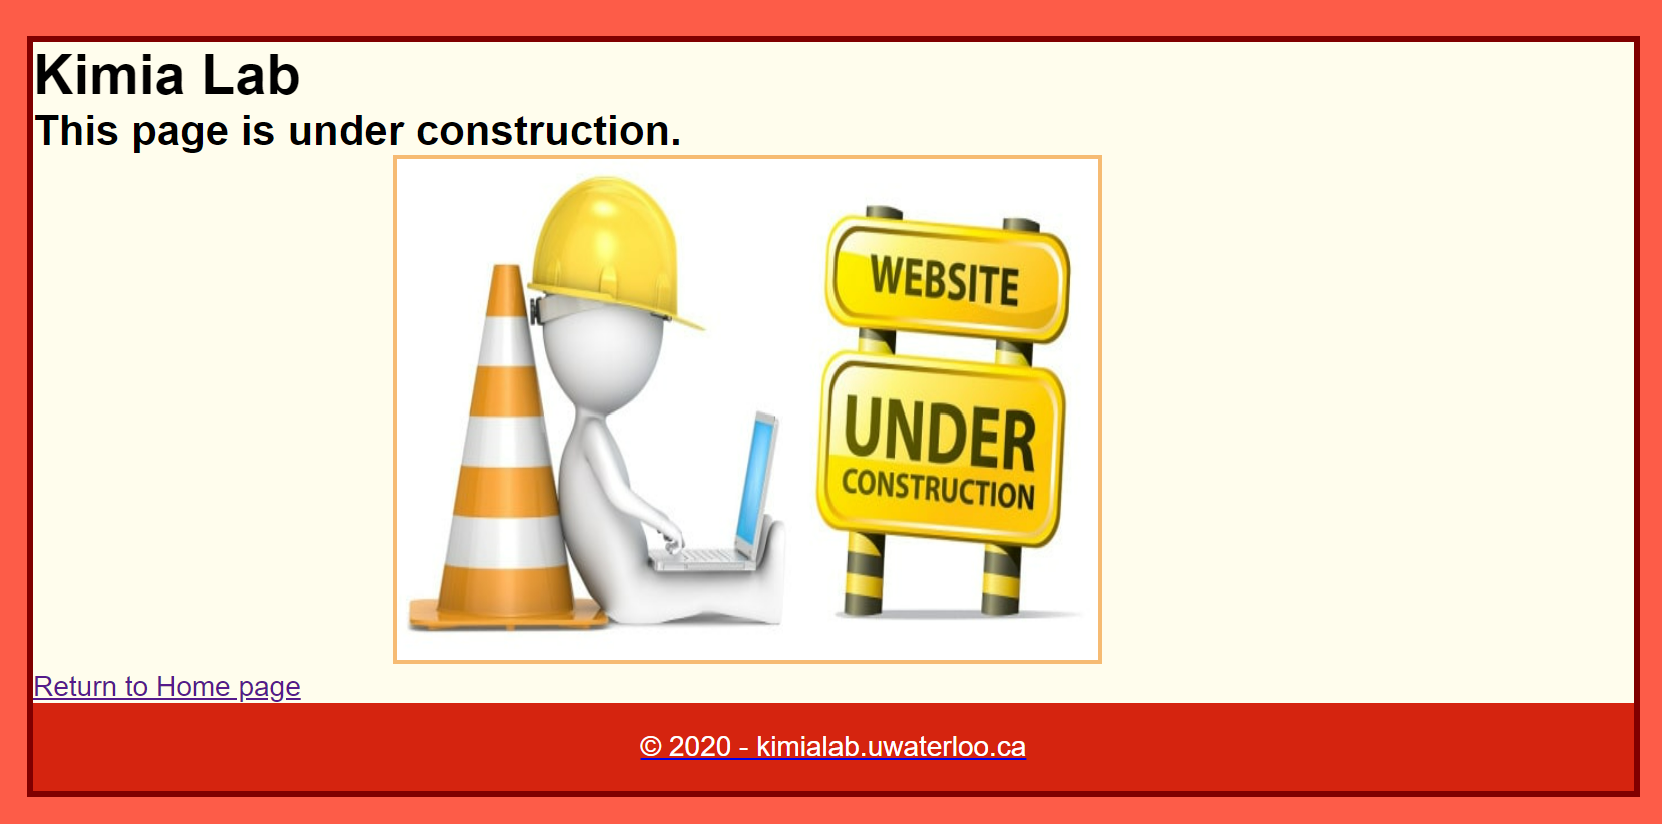 Kimia Lab
This page is under construction.
WEBSITE
UNDER
CONSTRUCTION
Return to Home page
© 2020 - kimialab.uwaterloo.ca